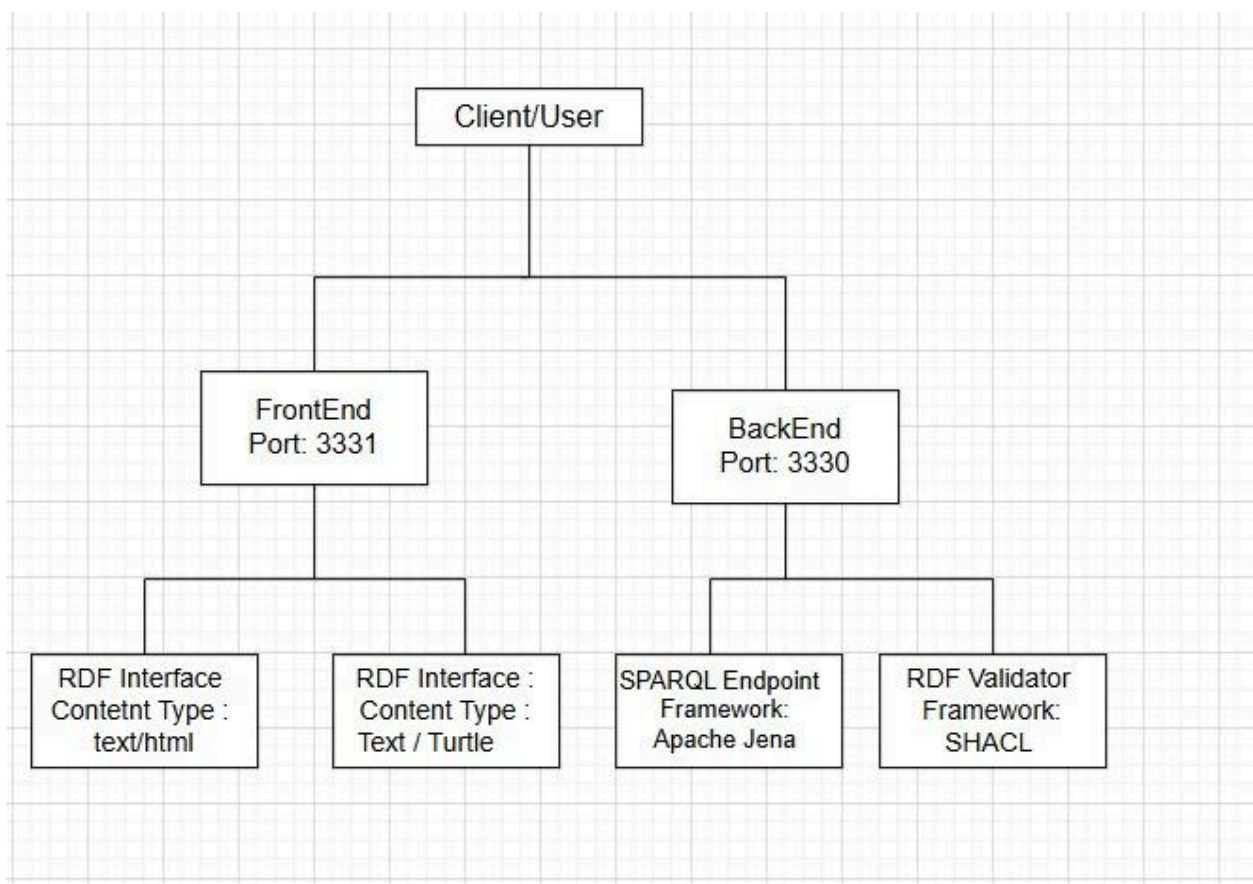 Client/User
FrontEnd
Port: 3331
BackEnd
Port: 3330
RDF Interface
Contetnt Type :
text/html
RDF Interface :
Content Type :
Text / Turtle
SPARQL Endpoint
Framework:
Apache Jena
RDF Validator
Framework:
SHACL